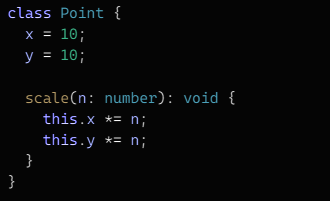 class Point {
  x = 10;
  y = 10;

  scale(n: number): void {
    this.x *= n;
    this.y *= n;
  }
}